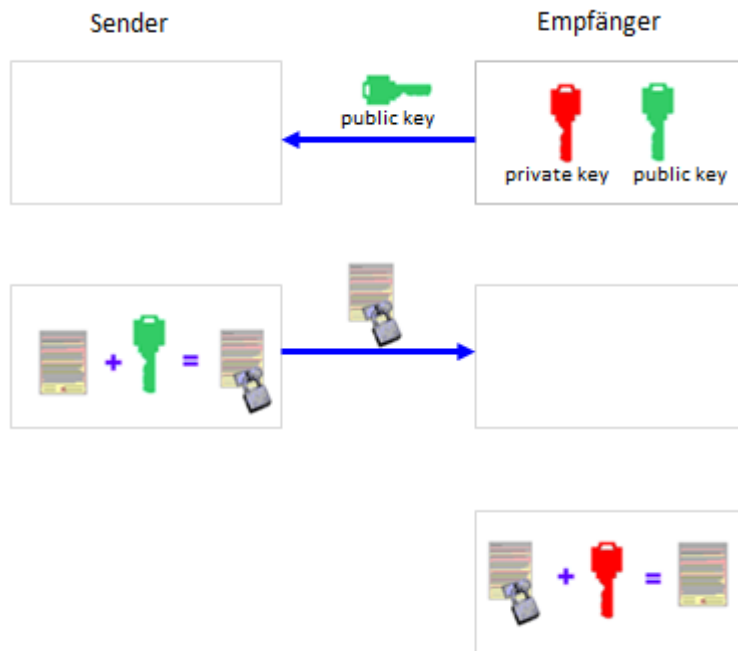 Sender
Empfänger
public key
private key
public key
+
=
+
=